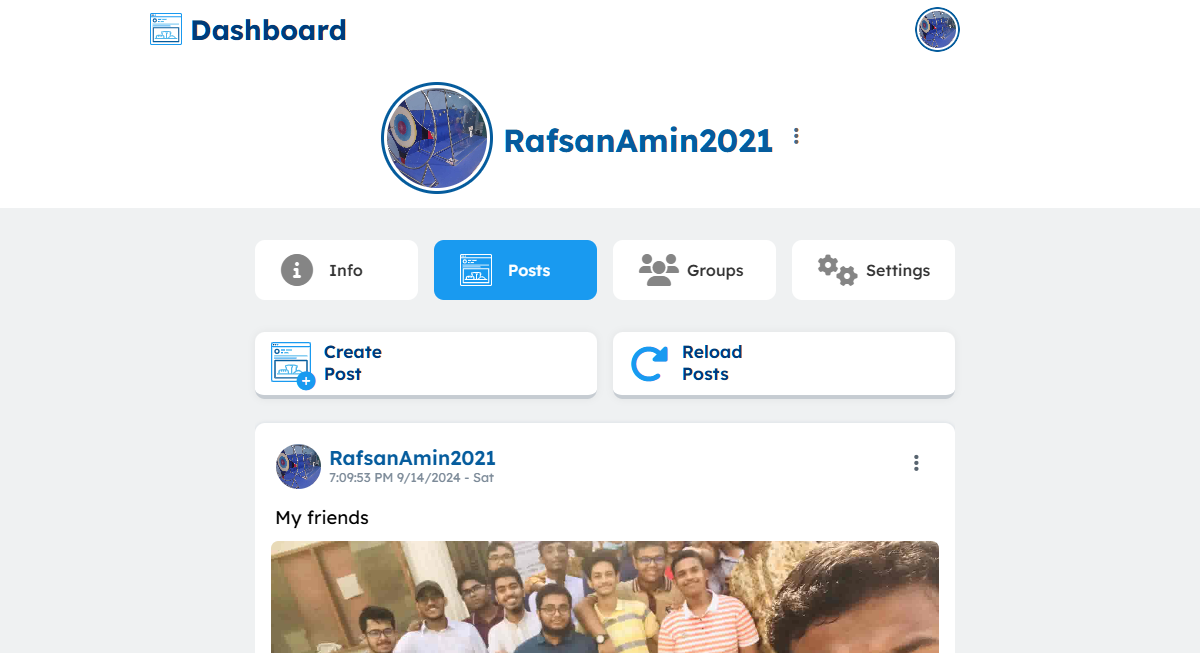 Dashboard
RafsanAmin2021
Info
Posts
Groups
Settings
Create
Post
Reload
Posts
RafsanAmin2021
7:09:53 PM 9/14/2024 - Sat
My friends